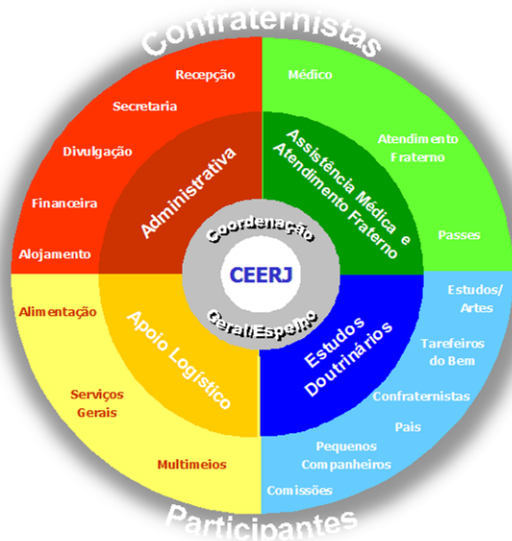 Confraternistas
Recepção
Secretaria
Divulgação
Financeira
Alojamento
Administrativa
Médico
Atendimento
Fraterno
Passes
Assistência Médica e
Atendimento Fraterno
Coordenação
CEERJ
Geral/Espelho
Alimentação
Serviços
Gerais
Multimeios
Apoio Logístico
Estudos
Doutrinários
Estudos/
Artes
Tarefeiros
do Bem
Confraternistas
Pais
Pequenos
Companheiros
Comissões
Participantes